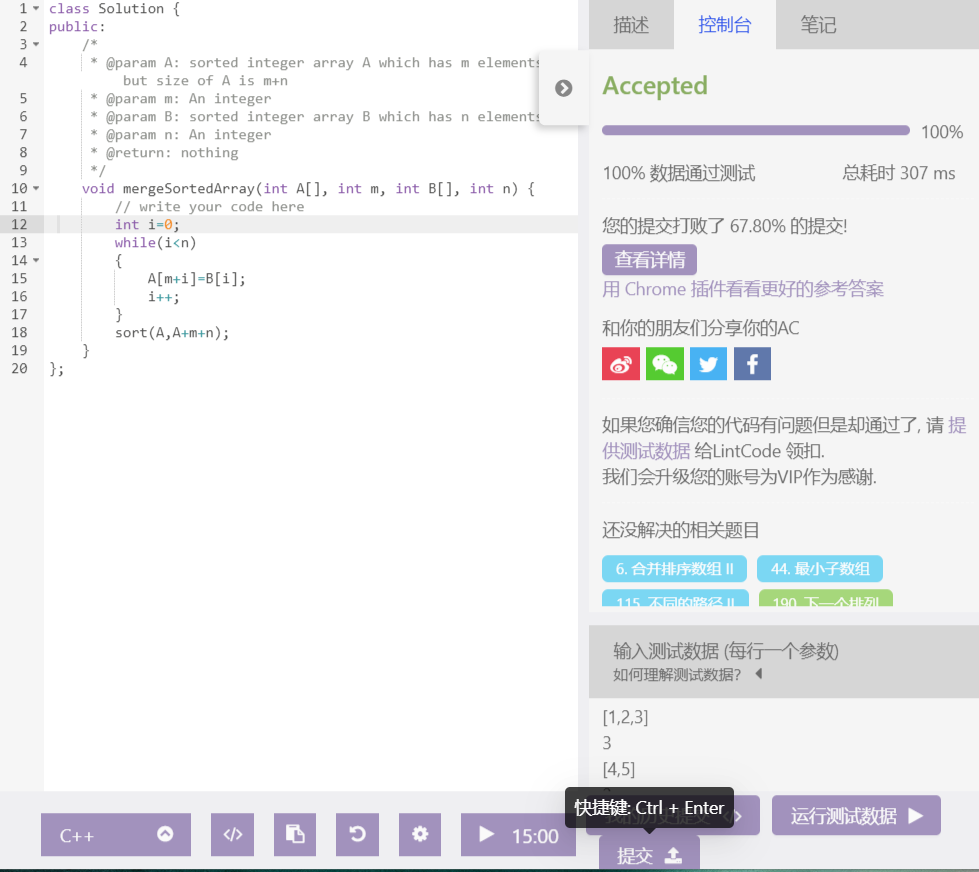 1 class Solution {
2 public:
3 /*
4 * @param A: sorted integer array A which has m elements
but size of A is m+n
5 * @param m: An integer
6 * @param B: sorted integer array B which has n elements
7 * @param n: An integer
8 * @return: nothing
9 */
10 void mergeSortedArray(int A[], int m, int B[], int n) {
11 // write your code here
12 int i=0;
13 while(i<n)
14 {
15 A[m+i]=B[i];
16 i++;
17 }
18 sort(A,A+m+n);
19 }
20 };
描述 控制台 笔记
Accepted
100%
100% 数据通过测试 总耗时 307 ms
您的提交打败了 67.80% 的提交!
查看详情
用 Chrome 插件看看更好的参考答案
和你的朋友们分享你的AC
如果您确信您的代码有问题但是却通过了, 请 提
供测试数据 给LintCode 领扣.
我们会升级您的账号为VIP作为感谢.
还没解决的相关题目
6. 合并排序数组 II 44. 最小子数组
115. 不同的路径 II 190. 下一个排列
输入测试数据 (每行一个参数)
如何理解测试数据?
[1,2,3]
3
[4,5]
快捷键: Ctrl + Enter
我的历史提交 </> 运行测试数据
C++ </> 15:00
提交